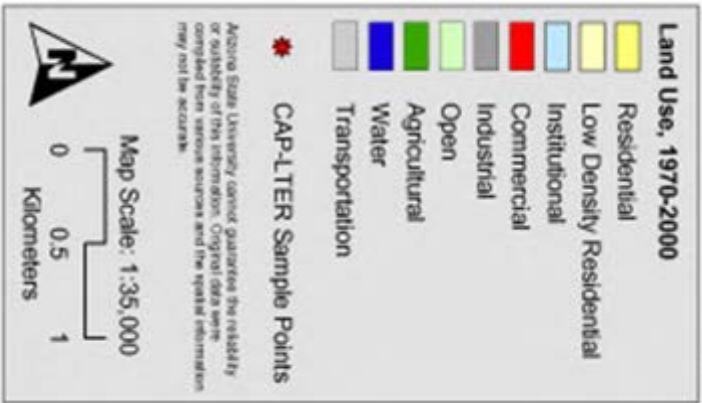 Land Use, 1970-2000
Residential
Low Density Residential
Institutional
Commercial
Industrial
Open
Agricultural
Water
Transportation
CAP-LTER Sample Points
Arizona State University cannot guarantee the reliability
or suitability of this information. Original data were
compiled from various sources and the spatial information
may not be accurate.
N
Map Scale: 1:35,000
0 0.5 1
Kilometers